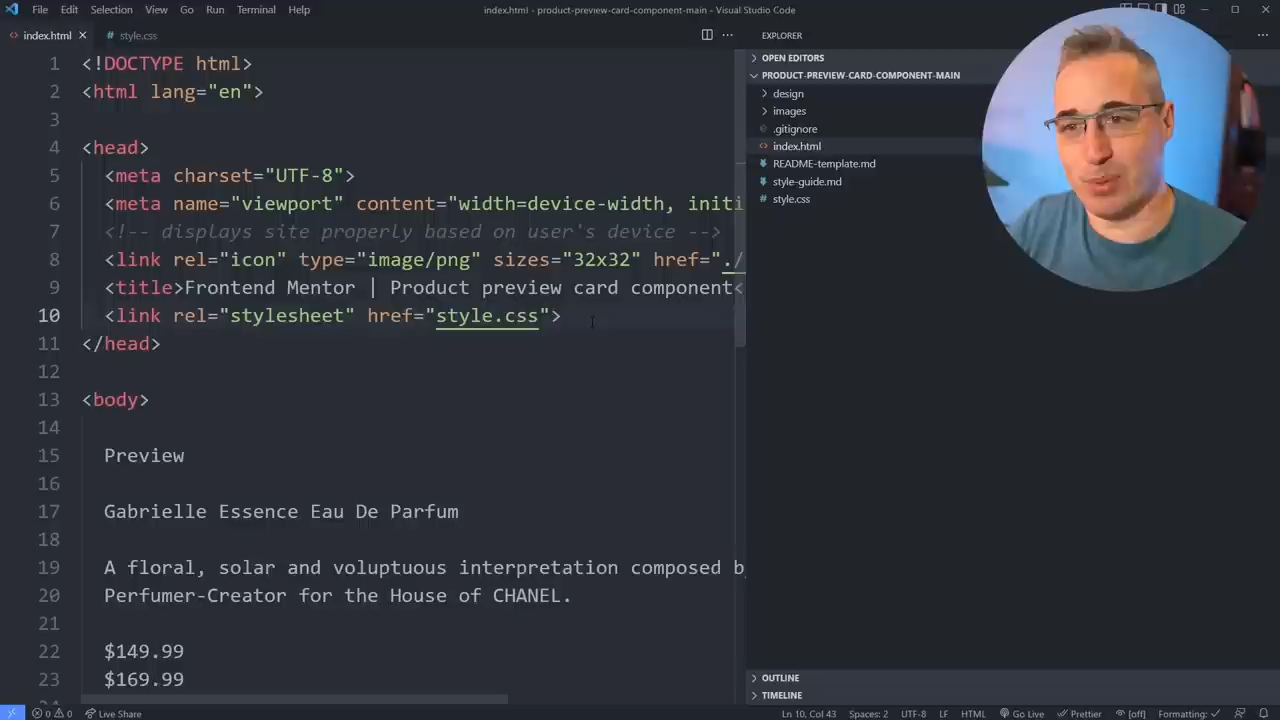 File Edit Selection View Go Run Terminal Help
index.html - product-preview-card-component-main - Visual Studio Code
index.html
style.css
1 <!DOCTYPE html>
2 <html lang="en">
3
4 <head>
5 <meta charset="UTF-8">
6 <meta name="viewport" content="width=device-width, initi
7 <!-- displays site properly based on user's device -->
8 <link rel="icon" type="image/png" sizes="32x32" href="./
9 <title>Frontend Mentor | Product preview card component<
10 <link rel="stylesheet" href="style.css">
11 </head>
12
13 <body>
14
15 Preview
16
17 Gabrielle Essence Eau De Parfum
18
19 A floral, solar and voluptuous interpretation composed b
20 Perfumer-Creator for the House of CHANEL.
21
22 $149.99
23 $169.99
EXPLORER
OPEN EDITORS
PRODUCT-PREVIEW-CARD-COMPONENT-MAIN
design
images
.gitignore
index.html
README-template.md
style-guide.md
style.css
OUTLINE
TIMELINE
0 0 Live Share
Ln 10, Col 43 Spaces: 2 UTF-8 LF HTML Go Live Prettier [off] Formatting: ✓